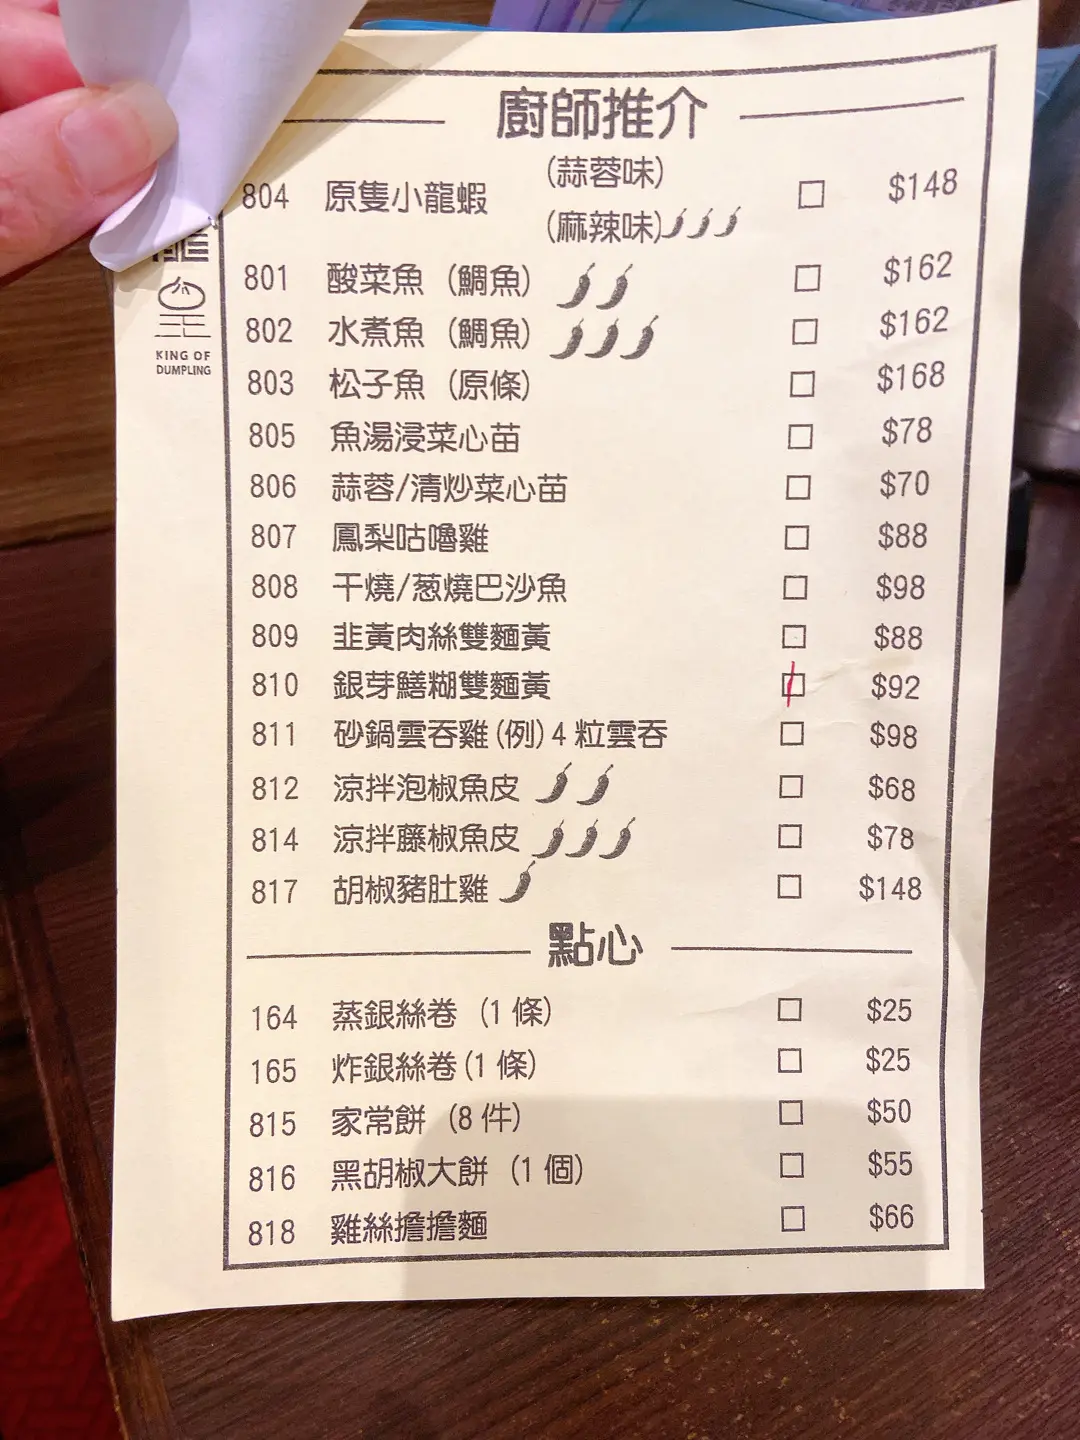 廚師推介
804 原隻小龍蝦 (蒜蓉味) □ $148
(麻辣味)
801 酸菜魚 (鯛魚) □ $162
802 水煮魚 (鯛魚) □ $162
803 松子魚 (原條) □ $168
805 魚湯浸菜心苗 □ $78
806 蒜蓉/清炒菜心苗 □ $70
807 鳳梨咕嚕雞 □ $88
808 干燒/葱燒巴沙魚 □ $98
809 韭黃肉絲雙麵黃 □ $88
810 銀芽鱔糊雙麵黃 □ $92
811 砂鍋雲吞雞(例)4 粒雲吞 □ $98
812 涼拌泡椒魚皮 □ $68
814 涼拌藤椒魚皮 □ $78
817 胡椒豬肚雞 □ $148
點心
164 蒸銀絲卷 (1 條) □ $25
165 炸銀絲卷(1 條) □ $25
815 家常餅 (8 件) □ $50
816 黑胡椒大餅 (1 個) □ $55
818 雞絲擔擔麵 □ $66
KING OF
DUMPLING